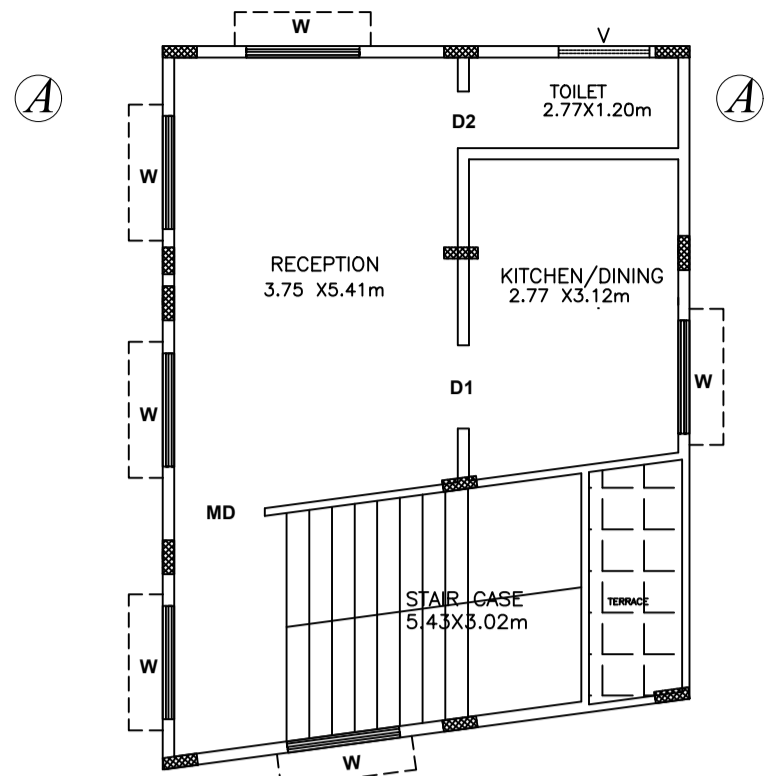 W
V
A
A
TOILET
2.77X1.20m
D2
W
RECEPTION
3.75 X5.41m
KITCHEN/DINING
2.77 X3.12m
W
D1
W
MD
STAIR CASE
5.43X3.02m
TERRACE
W
W